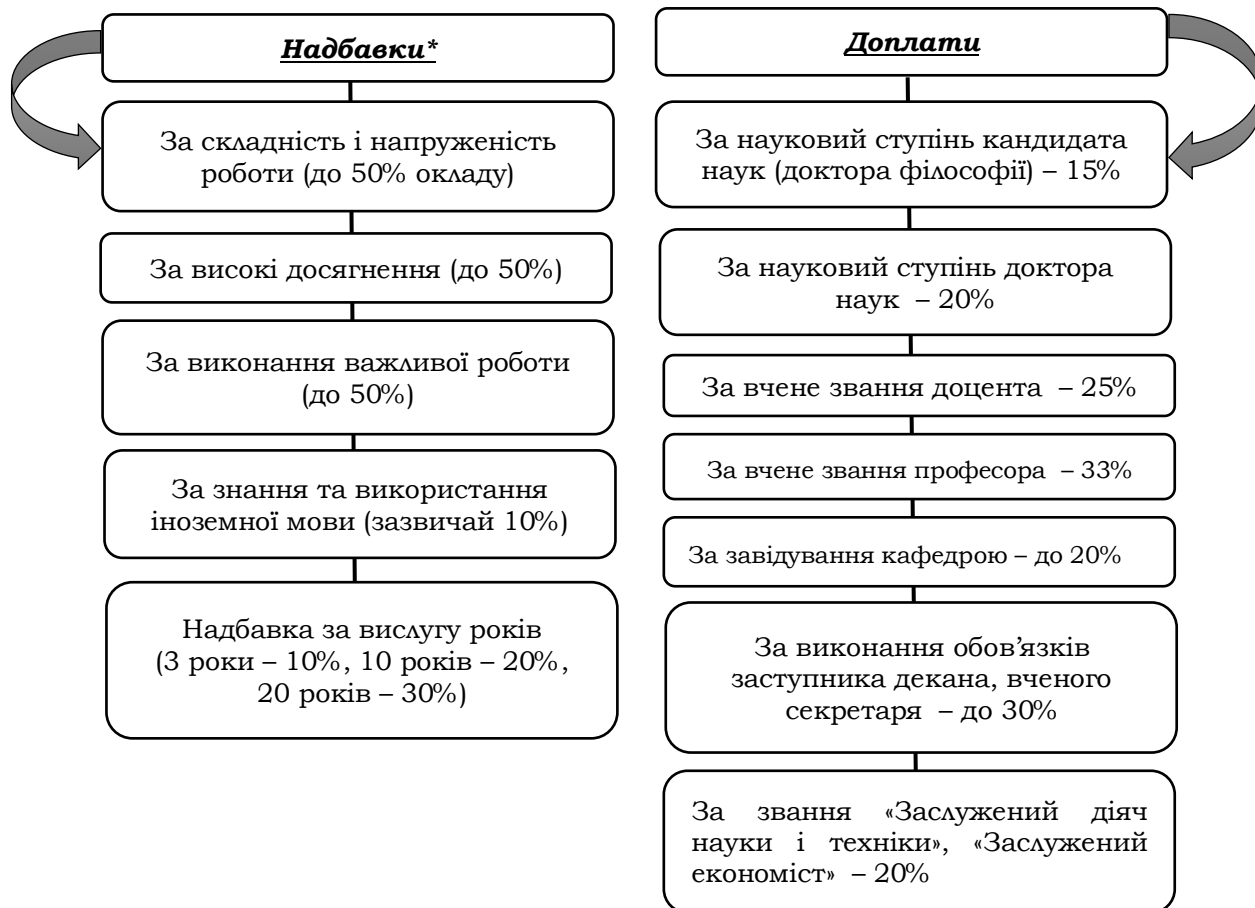 Надбавки*
За складність і напруженість
роботи (до 50% окладу)
За високі досягнення (до 50%)
За виконання важливої роботи
(до 50%)
За знання та використання
іноземної мови (зазвичай 10%)
Надбавка за вислугу років
(3 роки – 10%, 10 років – 20%,
20 років – 30%)
Доплати
За науковий ступінь кандидата
наук (доктора філософії) – 15%
За науковий ступінь доктора
наук – 20%
За вчене звання доцента – 25%
За вчене звання професора – 33%
За завідування кафедрою – до 20%
За виконання обов’язків
заступника декана, вченого
секретаря – до 30%
За звання «Заслужений діяч
науки і техніки», «Заслужений
економіст» – 20%